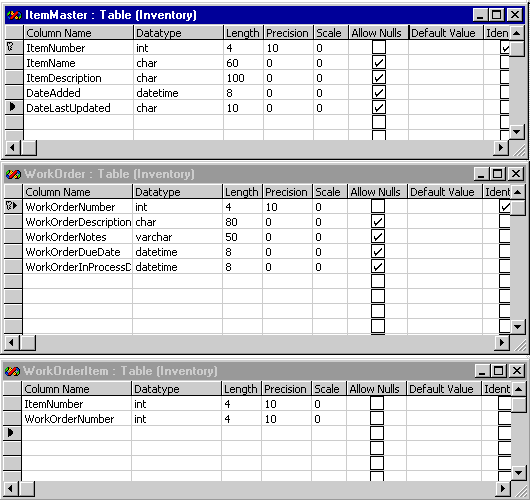 ItemMaster : Table (Inventory)
Column Name Datatype Length Precision Scale Allow Nulls Default Value Ident
ItemNumber int 4 10 0
ItemName char 60 0 0
ItemDescription char 100 0 0
DateAdded datetime 8 0 0
DateLastUpdated char 10 0 0
WorkOrder : Table (Inventory)
Column Name Datatype Length Precision Scale Allow Nulls Default Value Ident
WorkOrderNumber int 4 10 0
WorkOrderDescription char 80 0 0
WorkOrderNotes varchar 50 0 0
WorkOrderDueDate datetime 8 0 0
WorkOrderInProcessD datetime 8 0 0
WorkOrderItem : Table (Inventory)
Column Name Datatype Length Precision Scale Allow Nulls Default Value Ident
ItemNumber int 4 10 0
WorkOrderNumber int 4 10 0